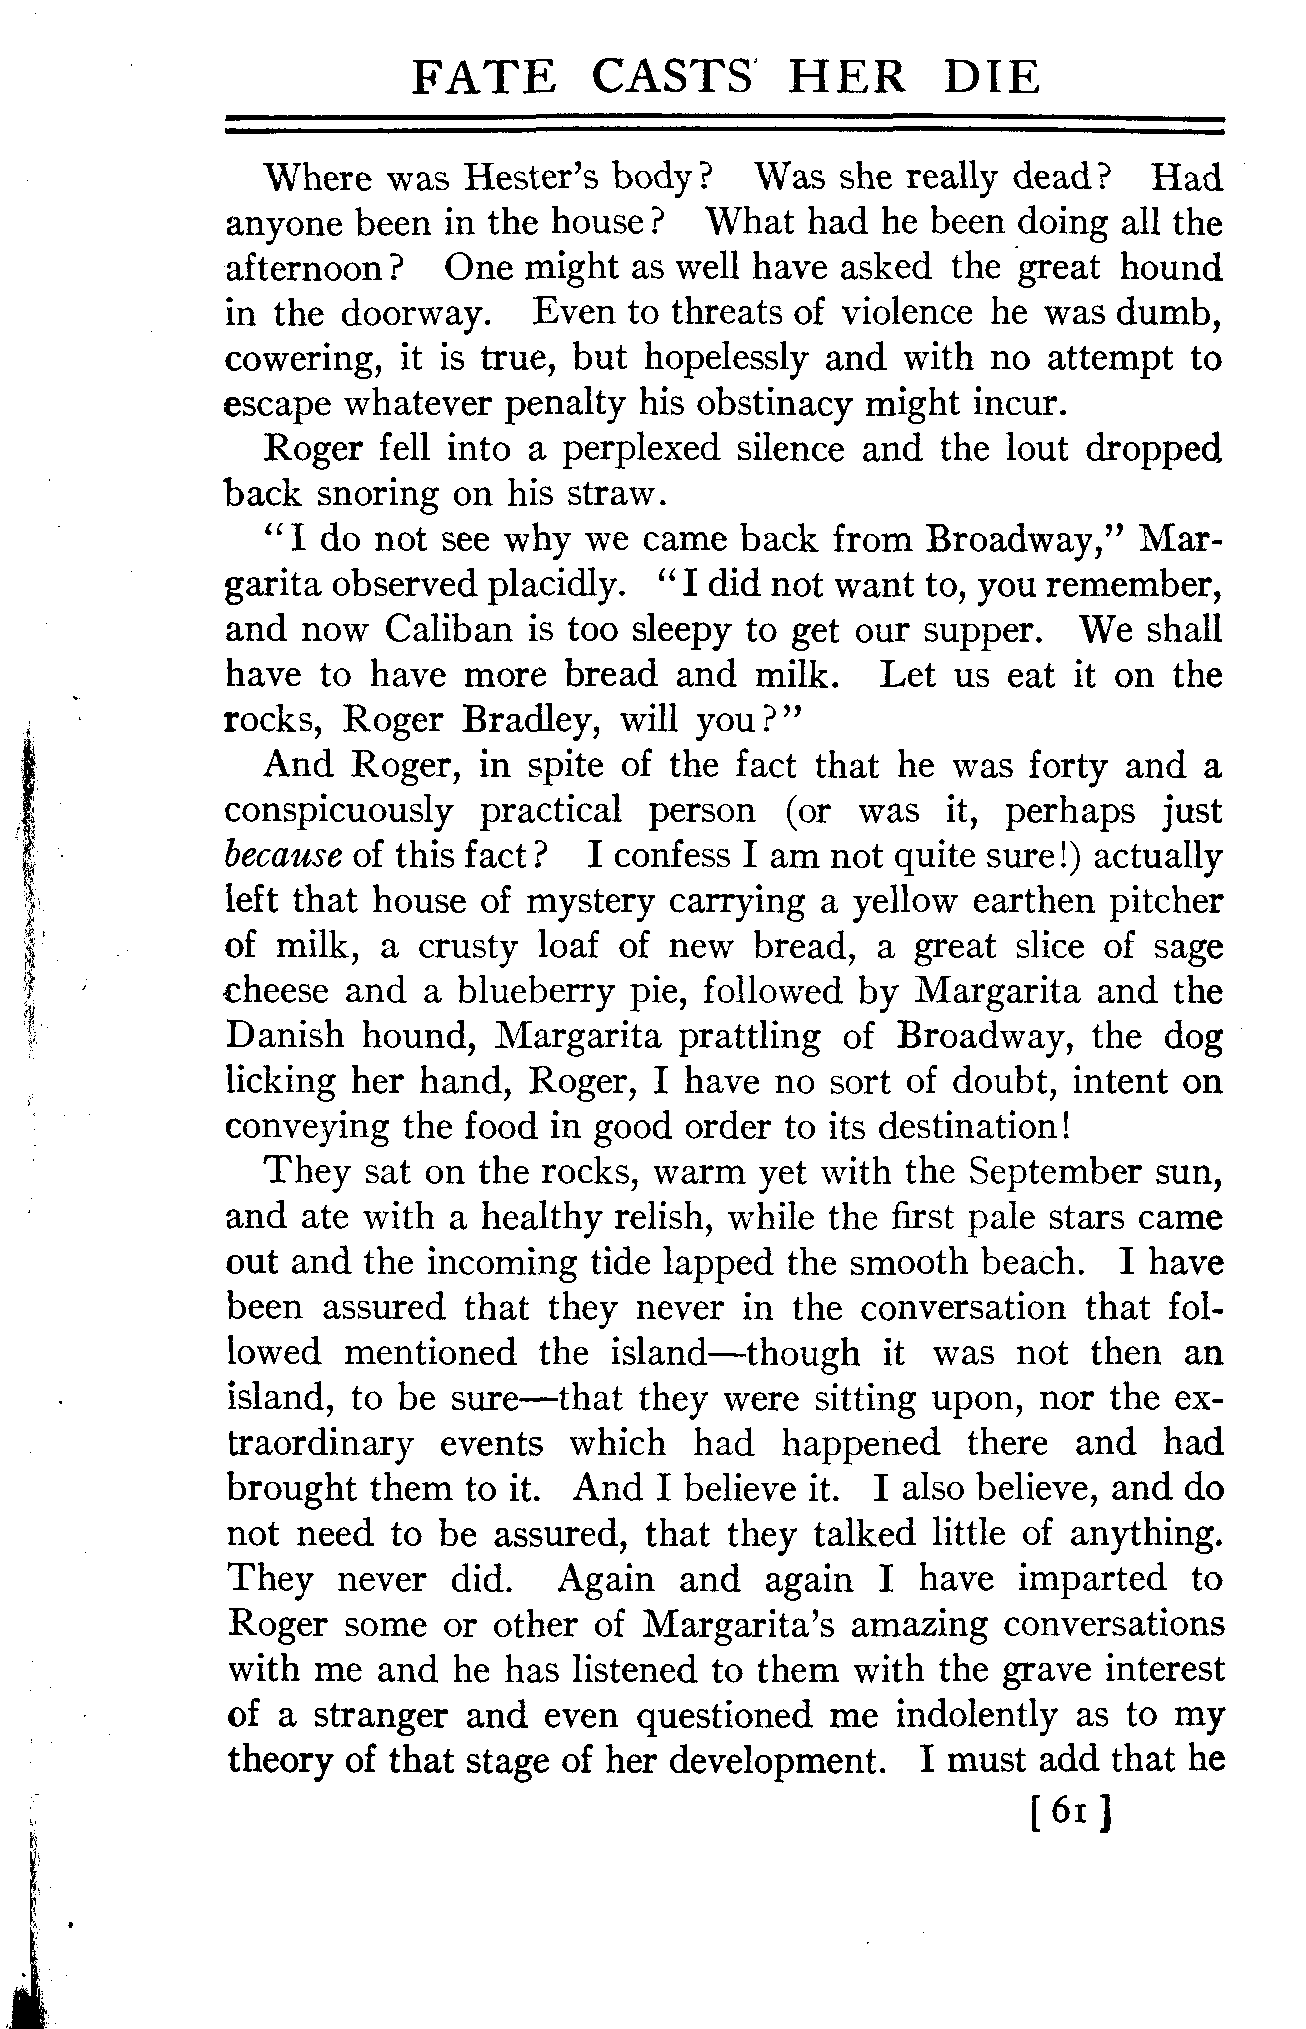 FATE CASTS HER DIE
Where was Hester's body? Was she really dead? Had
anyone been in the house? What had he been doing all the
afternoon? One might as well have asked the great hound
in the doorway. Even to threats of violence he was dumb,
cowering, it is true, but hopelessly and with no attempt to
escape whatever penalty his obstinacy might incur.
Roger fell into a perplexed silence and the lout dropped
back snoring on his straw.
"I do not see why we came back from Broadway," Mar-
garita observed placidly. "I did not want to, you remember,
and now Caliban is too sleepy to get our supper. We shall
have to have more bread and milk. Let us eat it on the
rocks, Roger Bradley, will you?"
And Roger, in spite of the fact that he was forty and a
conspicuously practical person (or was it, perhaps just
because of this fact? I confess I am not quite sure!) actually
left that house of mystery carrying a yellow earthen pitcher
of milk, a crusty loaf of new bread, a great slice of sage
cheese and a blueberry pie, followed by Margarita and the
Danish hound, Margarita prattling of Broadway, the dog
licking her hand, Roger, I have no sort of doubt, intent on
conveying the food in good order to its destination!
They sat on the rocks, warm yet with the September sun,
and ate with a healthy relish, while the first pale stars came
out and the incoming tide lapped the smooth beach. I have
been assured that they never in the conversation that fol-
lowed mentioned the island—though it was not then an
island, to be sure—that they were sitting upon, nor the ex-
traordinary events which had happened there and had
brought them to it. And I believe it. I also believe, and do
not need to be assured, that they talked little of anything.
They never did. Again and again I have imparted to
Roger some or other of Margarita's amazing conversations
with me and he has listened to them with the grave interest
of a stranger and even questioned me indolently as to my
theory of that stage of her development. I must add that he
[ 61 ]